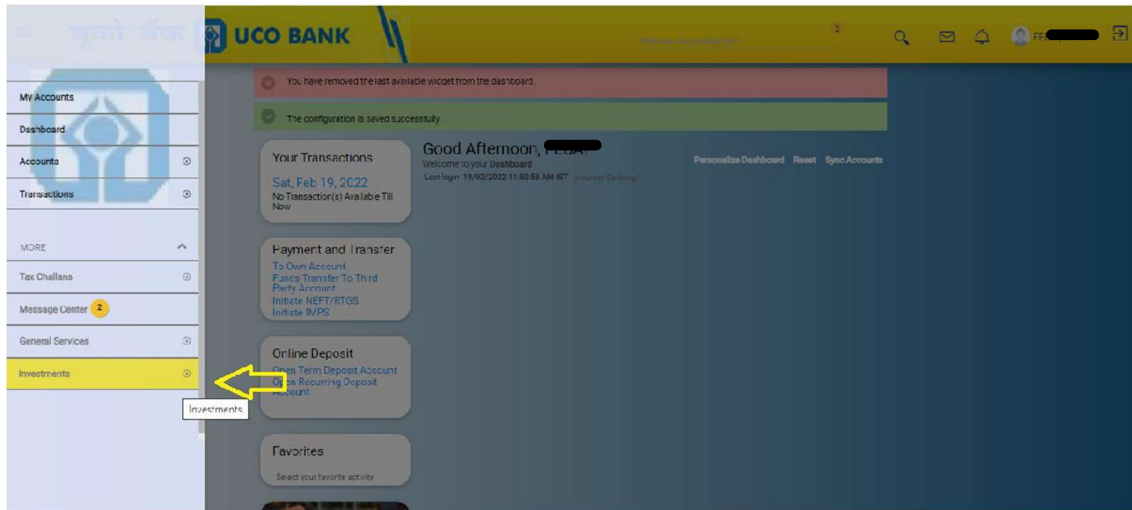 यूको बैंक
UCO BANK
2
My Accounts
Dashboard
Accounts
Transactions
MORE
Tax Challans
Message Center 2
General Services
Investments
Investments
You have removed the last available widget from the dashboard.
The configuration is saved successfully.
Your Transactions
Sat, Feb 19, 2022
No Transaction(s) Available Till
Now
Good Afternoon,
Welcome to your Dashboard
Last login 19/02/2022 11:50:53 AM IST (Internet Banking)
Personalize Dashboard Reset Sync Accounts
Payment and Transfer
To Own Account
Funds Transfer To Third
Party Account
Initiate NEFT/RTGS
Initiate IMPS
Online Deposit
Open Term Deposit Account
Open Recurring Deposit
Account
Favorites
Select your favorite activity